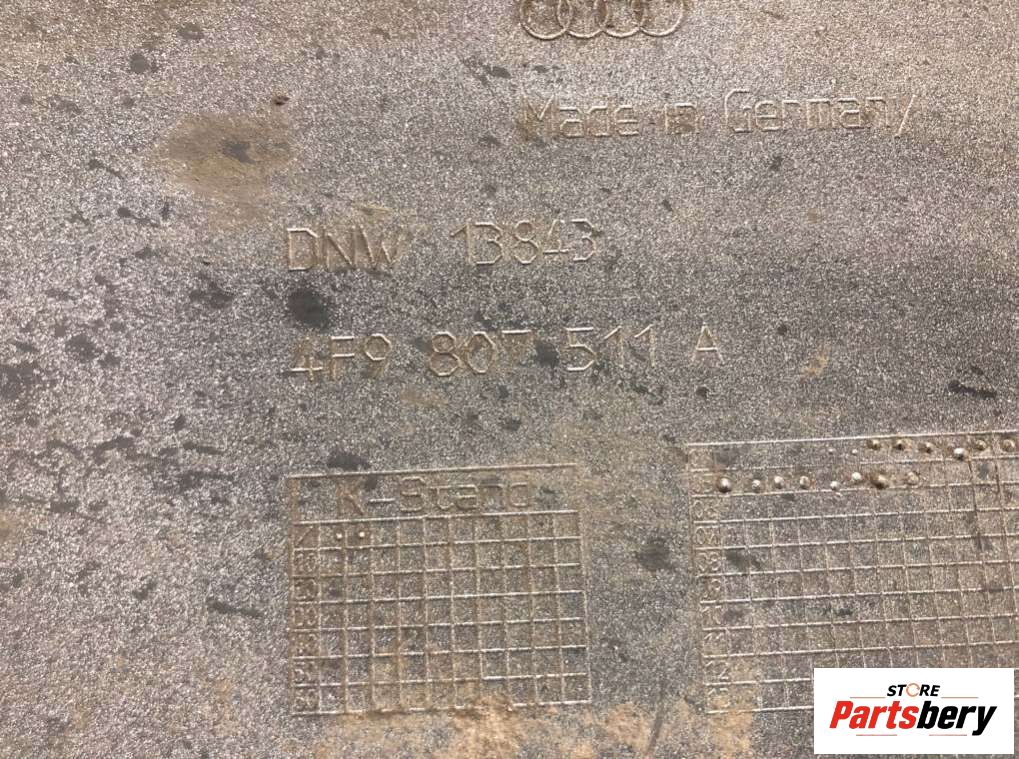 Made in Germany
DNW 13843
4F9 807 511 A
K-Stand
STORE
Partsbery